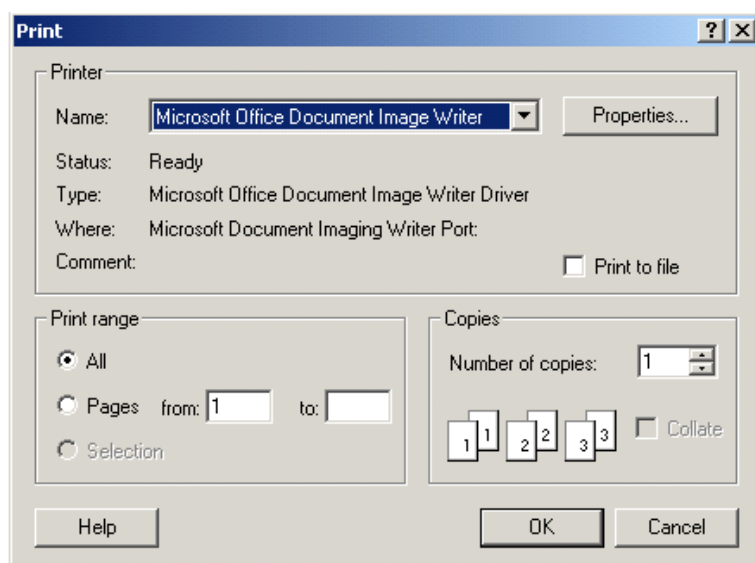 Print
Printer
Name: Microsoft Office Document Image Writer Properties...
Status: Ready
Type: Microsoft Office Document Image Writer Driver
Where: Microsoft Document Imaging Writer Port:
Comment: Print to file
Print range
All
Pages from: 1 to:
Selection
Copies
Number of copies: 1
1 1 2 2 3 3 Collate
Help OK Cancel